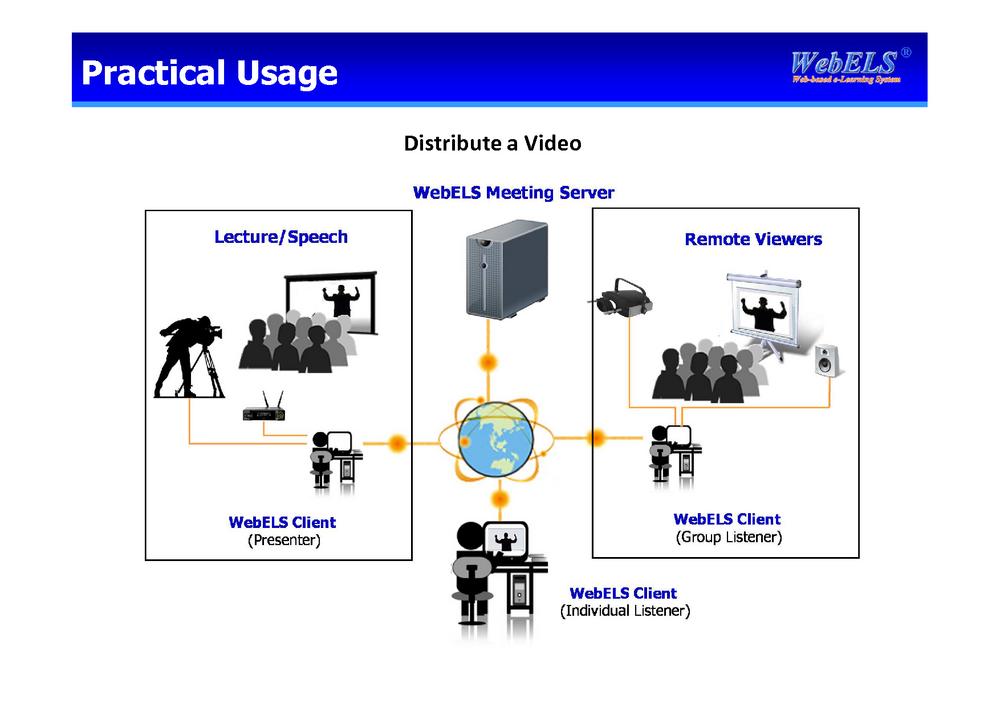 Practical Usage
WebELS®
Web-based e-Learning System
Distribute a Video
WebELS Meeting Server
Lecture/Speech
Remote Viewers
WebELS Client
(Presenter)
WebELS Client
(Group Listener)
WebELS Client
(Individual Listener)